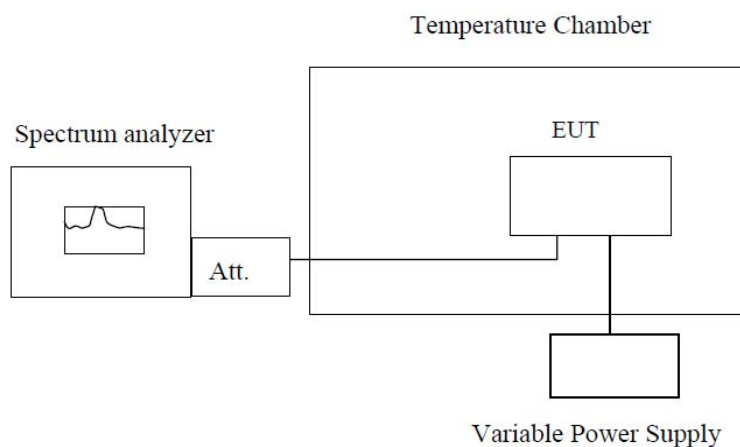 Temperature Chamber
Spectrum analyzer
EUT
Att.
Variable Power Supply